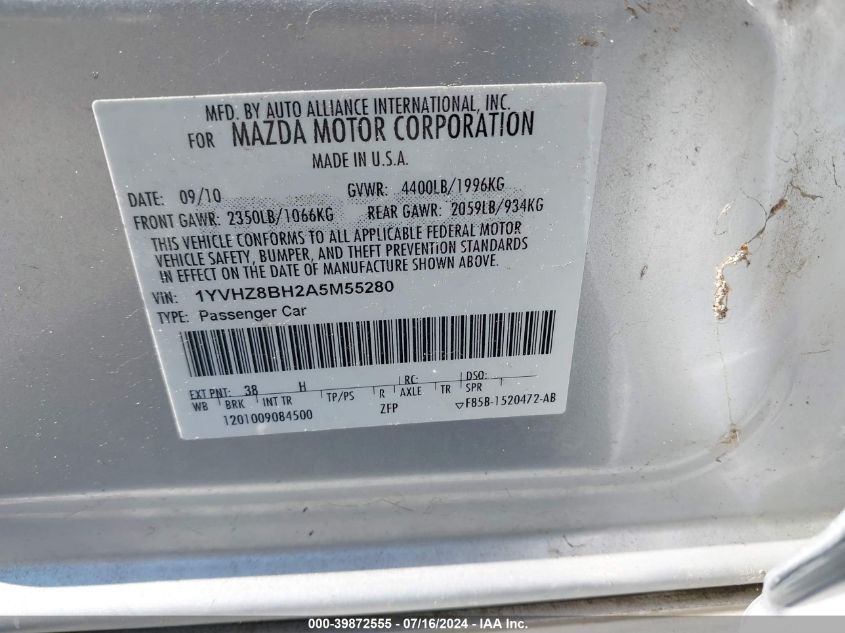 MFD. BY AUTO ALLIANCE INTERNATIONAL, INC.
FOR MAZDA MOTOR CORPORATION
MADE IN U.S.A.
DATE: 09/10 GVWR: 4400LB/1996KG
FRONT GAWR: 2350LB/1066KG REAR GAWR: 2059LB/934KG
THIS VEHICLE CONFORMS TO ALL APPLICABLE FEDERAL MOTOR
VEHICLE SAFETY, BUMPER, AND THEFT PREVENTION STANDARDS
IN EFFECT ON THE DATE OF MANUFACTURE SHOWN ABOVE.
VIN: 1YVHZ8BH2A5M55280
TYPE: Passenger Car
EXT PNT: 38 H RC: DSO:
WB BRK INT TR TP/PS R AXLE TR SPR
1201009084500 ZFP ▽F85B-1520472-AB
000-39872555 - 07/16/2024 - IAA Inc.